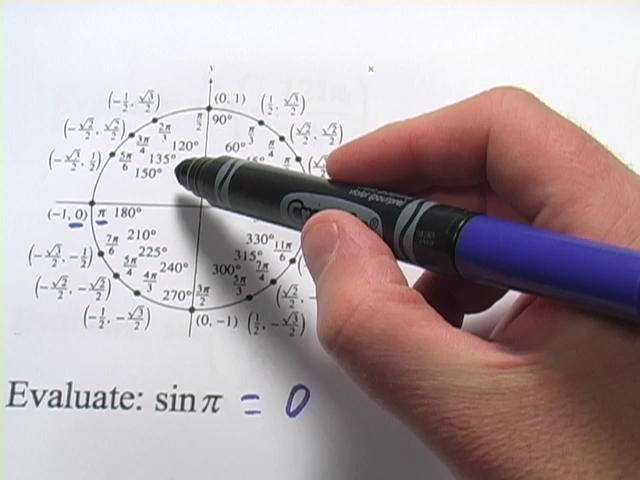 y
x
(0, 1)
(-1/2, √3/2)
(1/2, √3/2)
π/2
90°
(-√2/2, √2/2)
2π/3
π/3
(√2/2, √2/2)
3π/4
120°
60°
π/4
(-√3/2, 1/2)
5π/6
135°
150°
(-1, 0)
π
180°
7π/6
210°
330°
11π/6
(-√3/2, -1/2)
5π/4
225°
315°
7π/4
(-√2/2, -√2/2)
4π/3
240°
300°
5π/3
270°
3π/2
(-1/2, -√3/2)
(0, -1)
(1/2, -√3/2)
Evaluate: sin π = 0